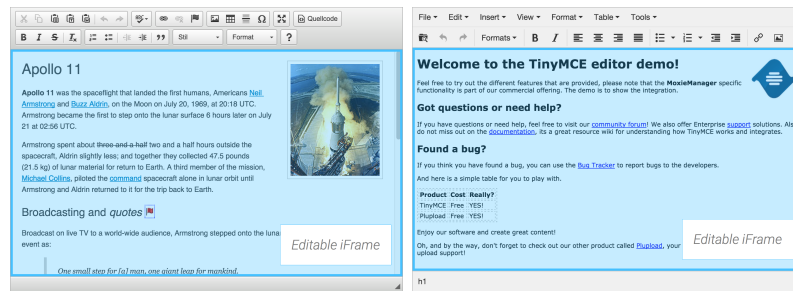 Quellcode
B I S Ix Stil Format ?
Apollo 11
Apollo 11 was the spaceflight that landed the first humans, Americans Neil
Armstrong and Buzz Aldrin, on the Moon on July 20, 1969, at 20:18 UTC.
Armstrong became the first to step onto the lunar surface 6 hours later on July
21 at 02:56 UTC.
Armstrong spent about three and a half two and a half hours outside the
spacecraft, Aldrin slightly less; and together they collected 47.5 pounds
(21.5 kg) of lunar material for return to Earth. A third member of the mission,
Michael Collins, piloted the command spacecraft alone in lunar orbit until
Armstrong and Aldrin returned to it for the trip back to Earth.
Broadcasting and quotes
Broadcast on live TV to a world-wide audience, Armstrong stepped onto the luna
event as:
One small step for [a] man, one giant leap for mankind.
Editable iFrame
File Edit Insert View Format Table Tools
Formats B I
Welcome to the TinyMCE editor demo!
Feel free to try out the different features that are provided, please note that the MoxieManager specific
functionality is part of our commercial offering. The demo is to show the integration.
Got questions or need help?
If you have questions or need help, feel free to visit our community forum! We also offer Enterprise support solutions. Als
do not miss out on the documentation, its a great resource wiki for understanding how TinyMCE works and integrates.
Found a bug?
If you think you have found a bug, you can use the Bug Tracker to report bugs to the developers.
And here is a simple table for you to play with.
Product Cost Really?
TinyMCE Free YES!
Plupload Free YES!
Enjoy our software and create great content!
Oh, and by the way, don't forget to check out our other product called Plupload, your
upload support!
Editable iFrame
h1